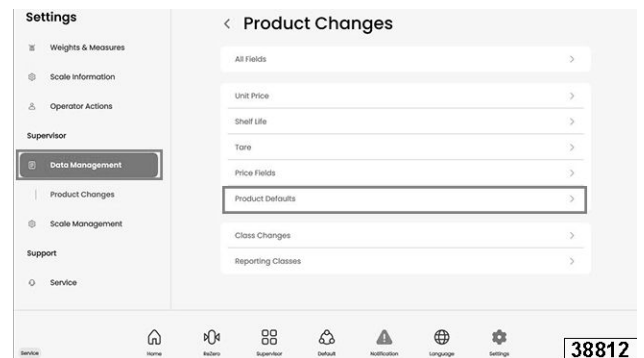 Settings
Weights & Measures
Scale Information
Operator Actions
Supervisor
Data Management
Product Changes
Scale Management
Support
Service
Product Changes
All Fields
Unit Price
Shelf Life
Tare
Price Fields
Product Defaults
Class Changes
Reporting Classes
Service
Home
ReZero
Supervisor
Default
Notification
Language
Settings
38812